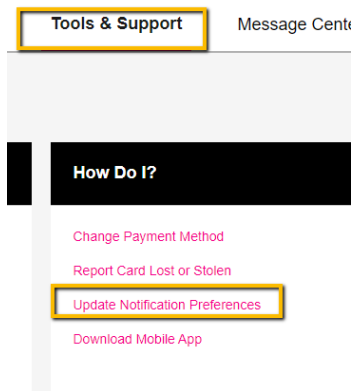 Tools & Support Message Cente
How Do I?
Change Payment Method
Report Card Lost or Stolen
Update Notification Preferences
Download Mobile App